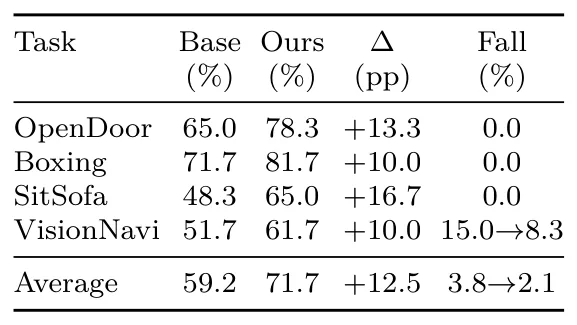 Task Base Ours Δ Fall
(%) (%) (pp) (%)
OpenDoor 65.0 78.3 +13.3 0.0
Boxing 71.7 81.7 +10.0 0.0
SitSofa 48.3 65.0 +16.7 0.0
VisionNavi 51.7 61.7 +10.0 15.0→8.3
Average 59.2 71.7 +12.5 3.8→2.1